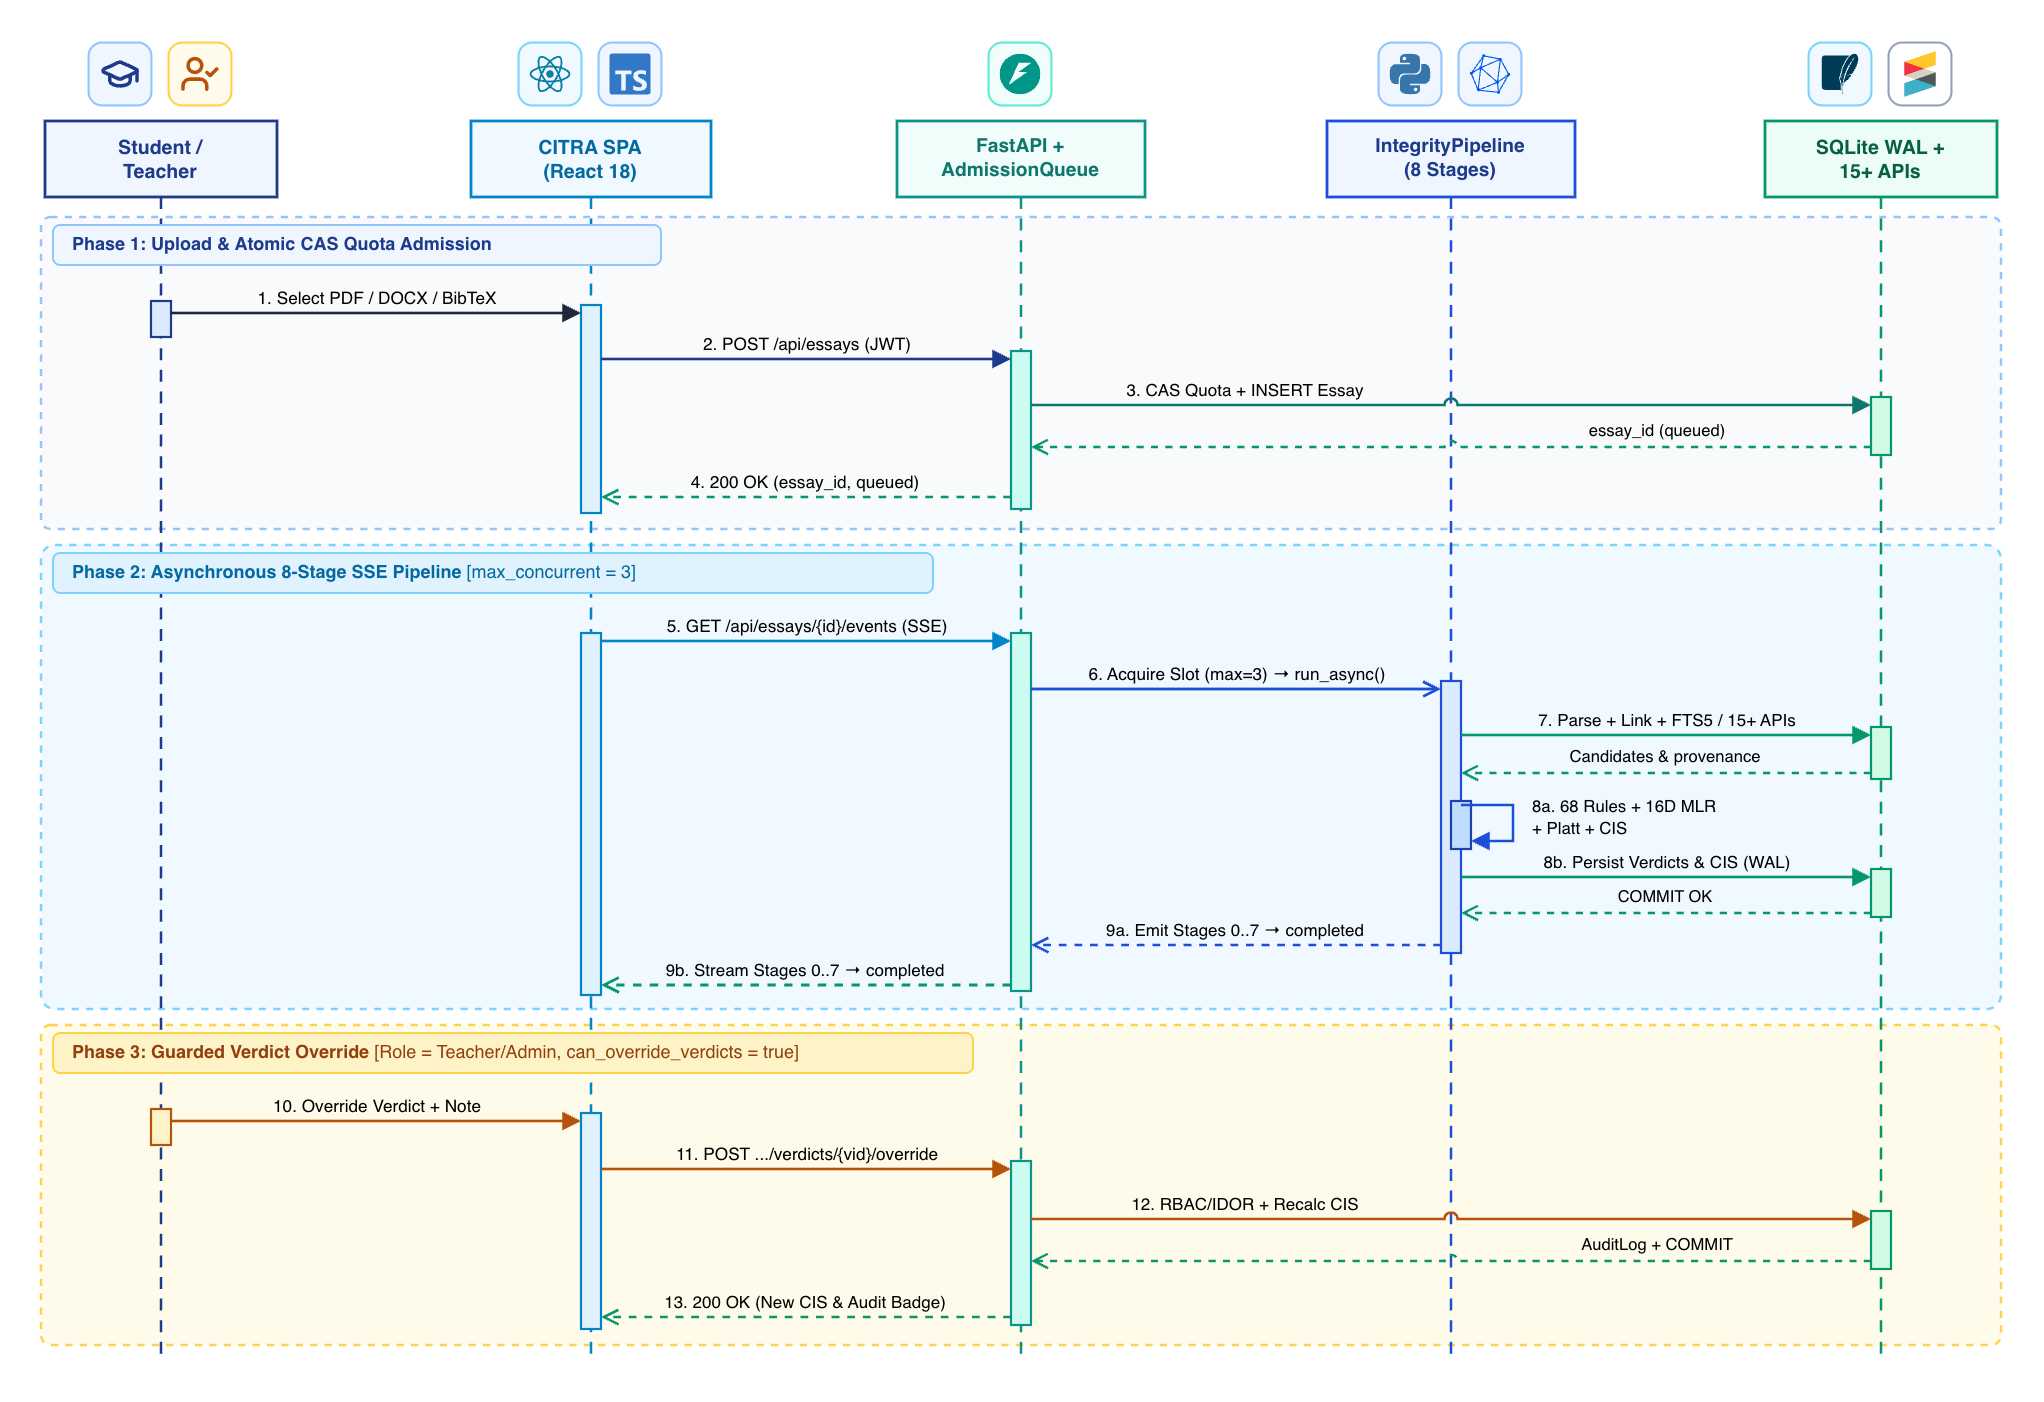 TS
Student /
Teacher
CITRA SPA
(React 18)
FastAPI +
AdmissionQueue
IntegrityPipeline
(8 Stages)
SQLite WAL +
15+ APIs
Phase 1: Upload & Atomic CAS Quota Admission
1. Select PDF / DOCX / BibTeX
2. POST /api/essays (JWT)
3. CAS Quota + INSERT Essay
essay_id (queued)
4. 200 OK (essay_id, queued)
Phase 2: Asynchronous 8-Stage SSE Pipeline [max_concurrent = 3]
5. GET /api/essays/{id}/events (SSE)
6. Acquire Slot (max=3) → run_async()
7. Parse + Link + FTS5 / 15+ APIs
Candidates & provenance
8a. 68 Rules + 16D MLR
+ Platt + CIS
8b. Persist Verdicts & CIS (WAL)
COMMIT OK
9a. Emit Stages 0..7 → completed
9b. Stream Stages 0..7 → completed
Phase 3: Guarded Verdict Override [Role = Teacher/Admin, can_override_verdicts = true]
10. Override Verdict + Note
11. POST .../verdicts/{vid}/override
12. RBAC/IDOR + Recalc CIS
AuditLog + COMMIT
13. 200 OK (New CIS & Audit Badge)